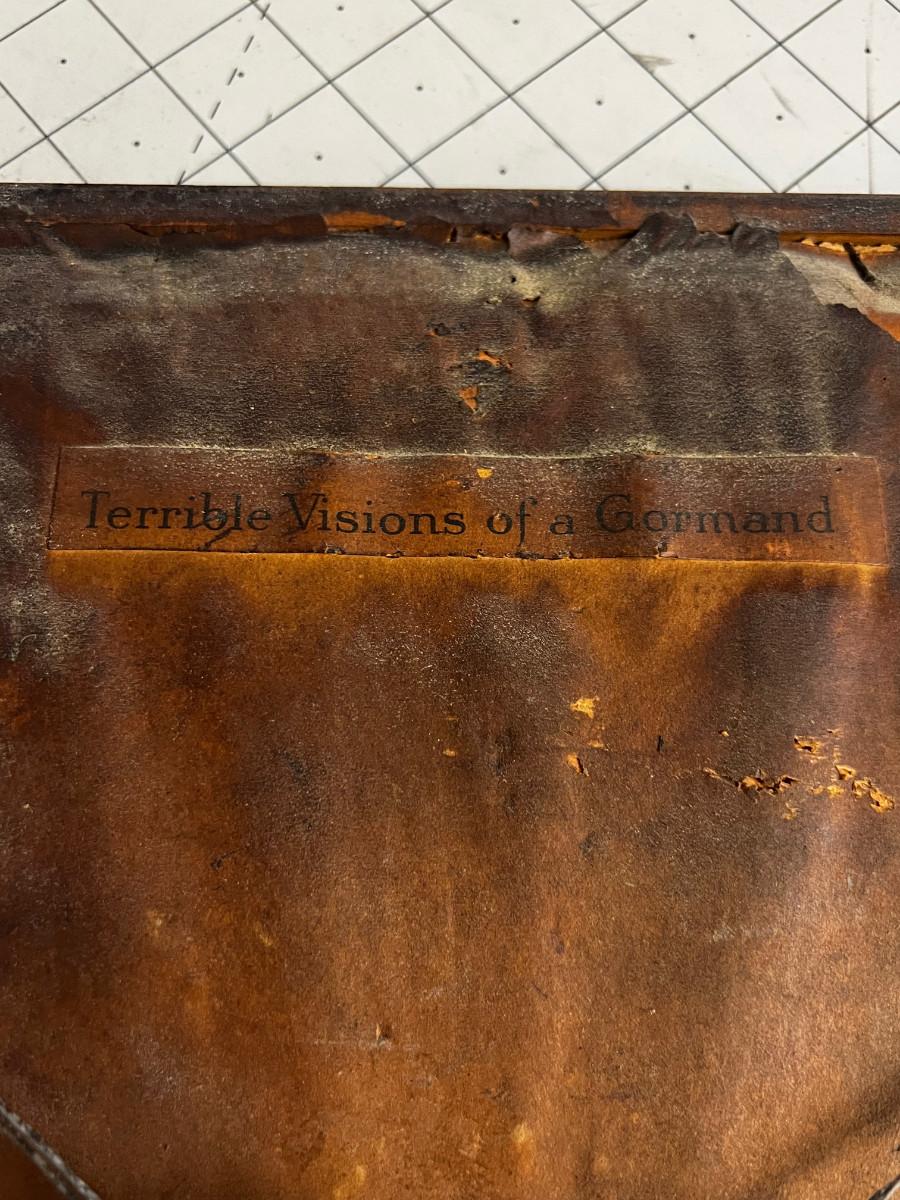 Terrible Visions of a Gormand